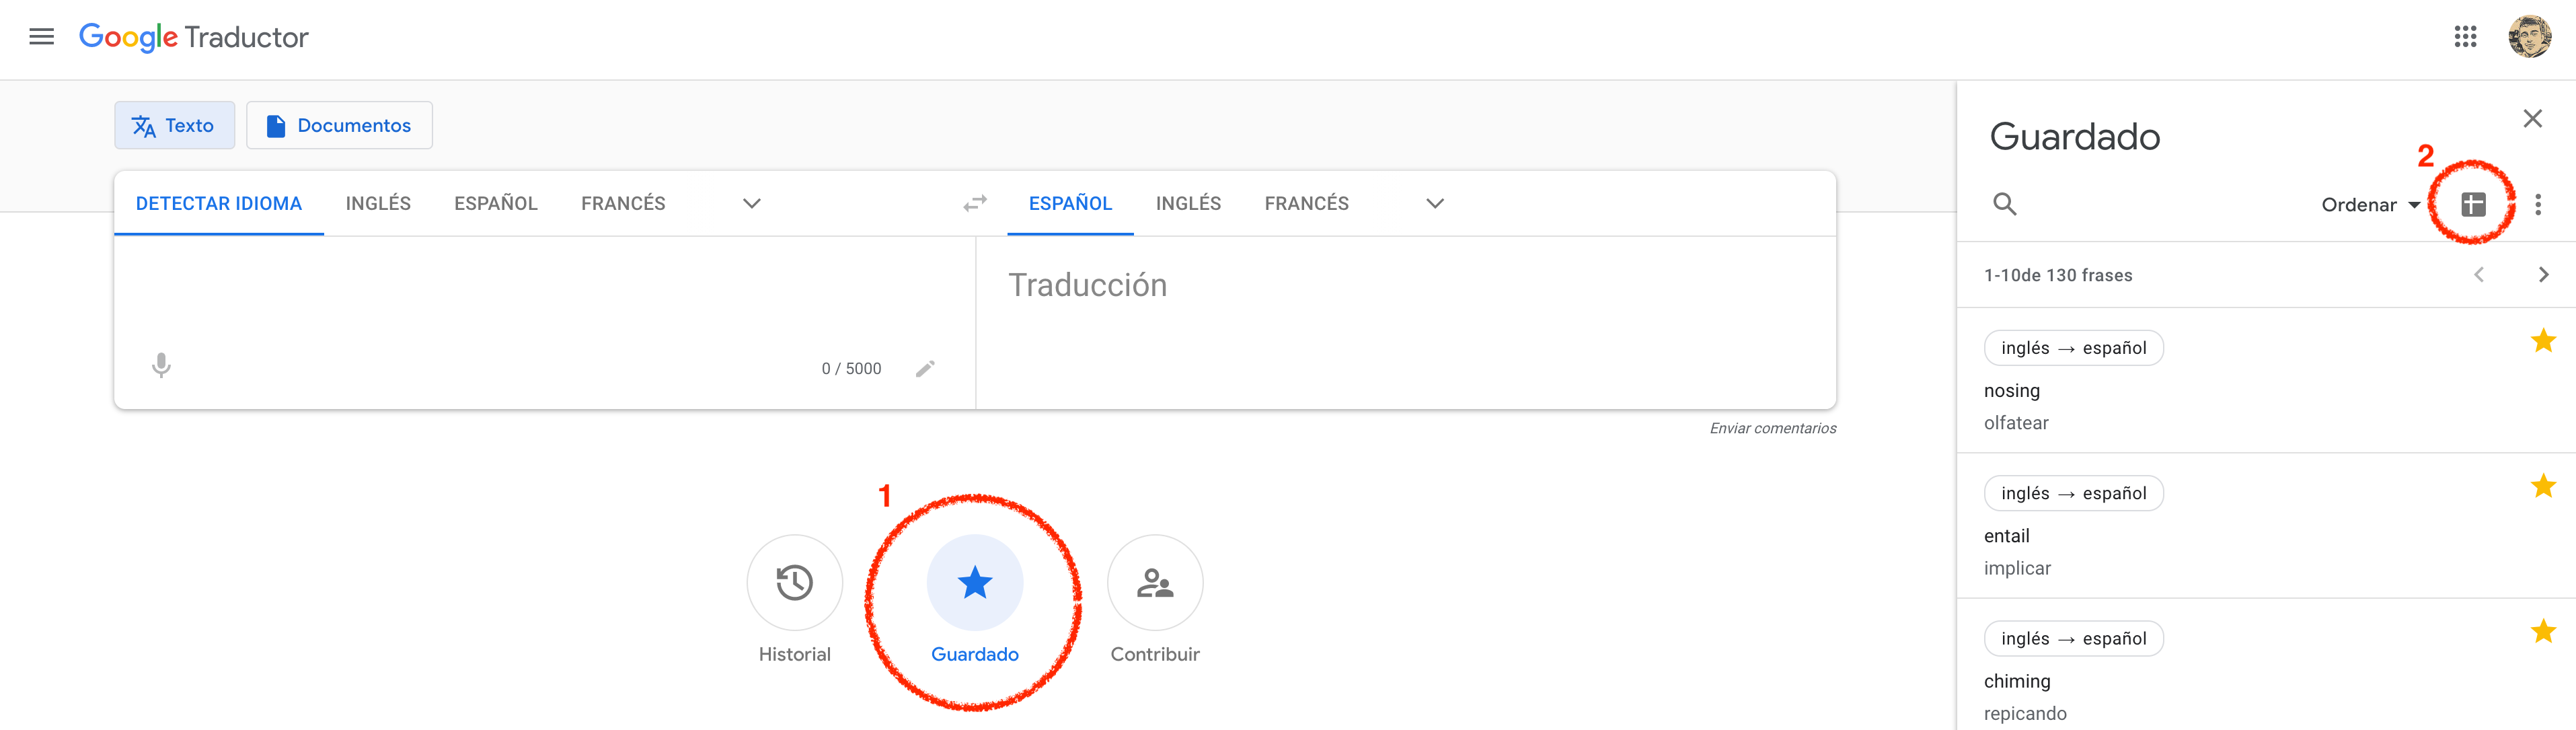 Google Traductor
Texto
Documentos
DETECTAR IDIOMA INGLÉS ESPAÑOL FRANCÉS
ESPAÑOL INGLÉS FRANCÉS
Traducción
0 / 5000
Enviar comentarios
1
Historial
Guardado
Contribuir
Guardado
2
Ordenar
1-10de 130 frases
inglés → español
nosing
olfatear
inglés → español
entail
implicar
inglés → español
chiming
repicando